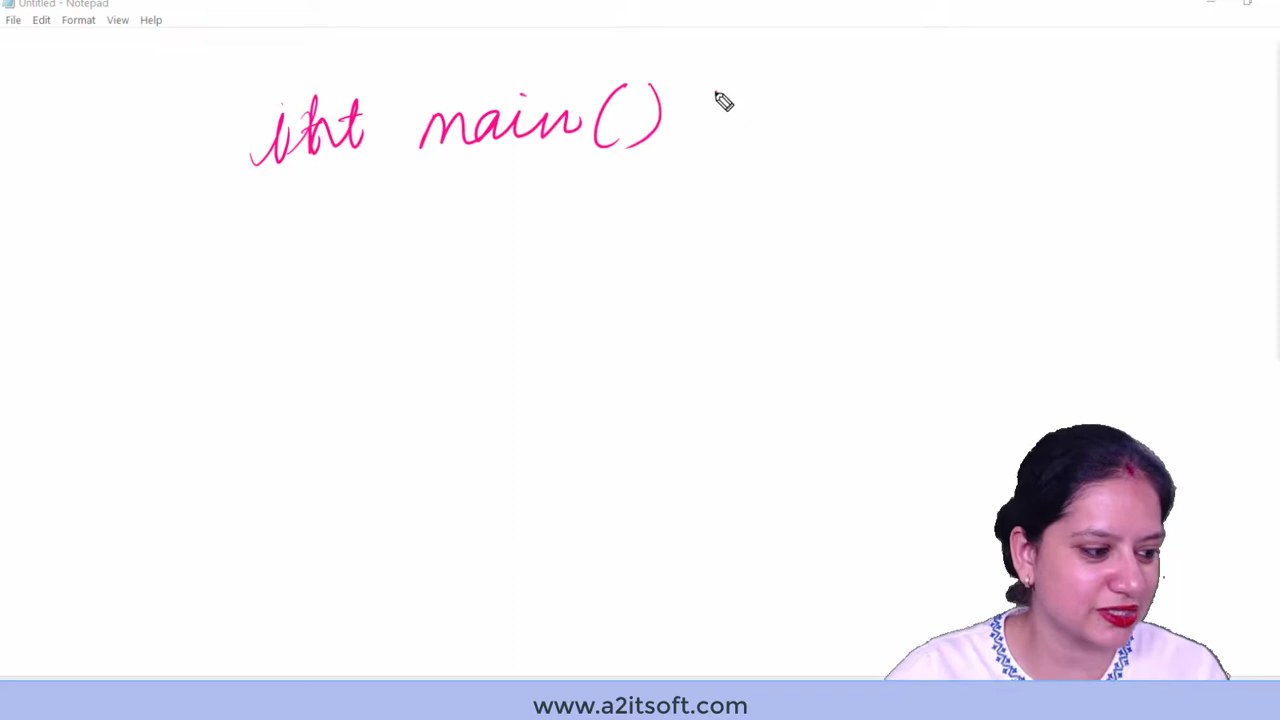 Untitled - Notepad
File Edit Format View Help
int main()
www.a2itsoft.com